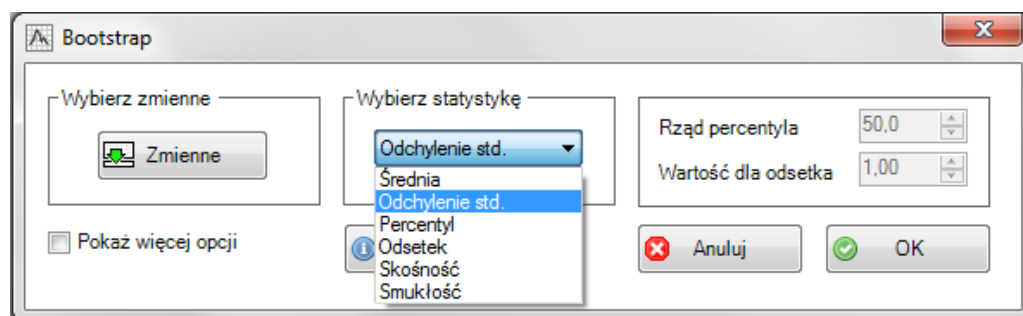 Bootstrap
Wybierz zmienne
Zmienne
Pokaż więcej opcji
Wybierz statystykę
Odchylenie std.
Średnia
Odchylenie std.
Percentyl
Odsetek
Skośność
Smukłość
Rząd percentyla
50,0
Wartość dla odsetka
1,00
Anuluj
OK